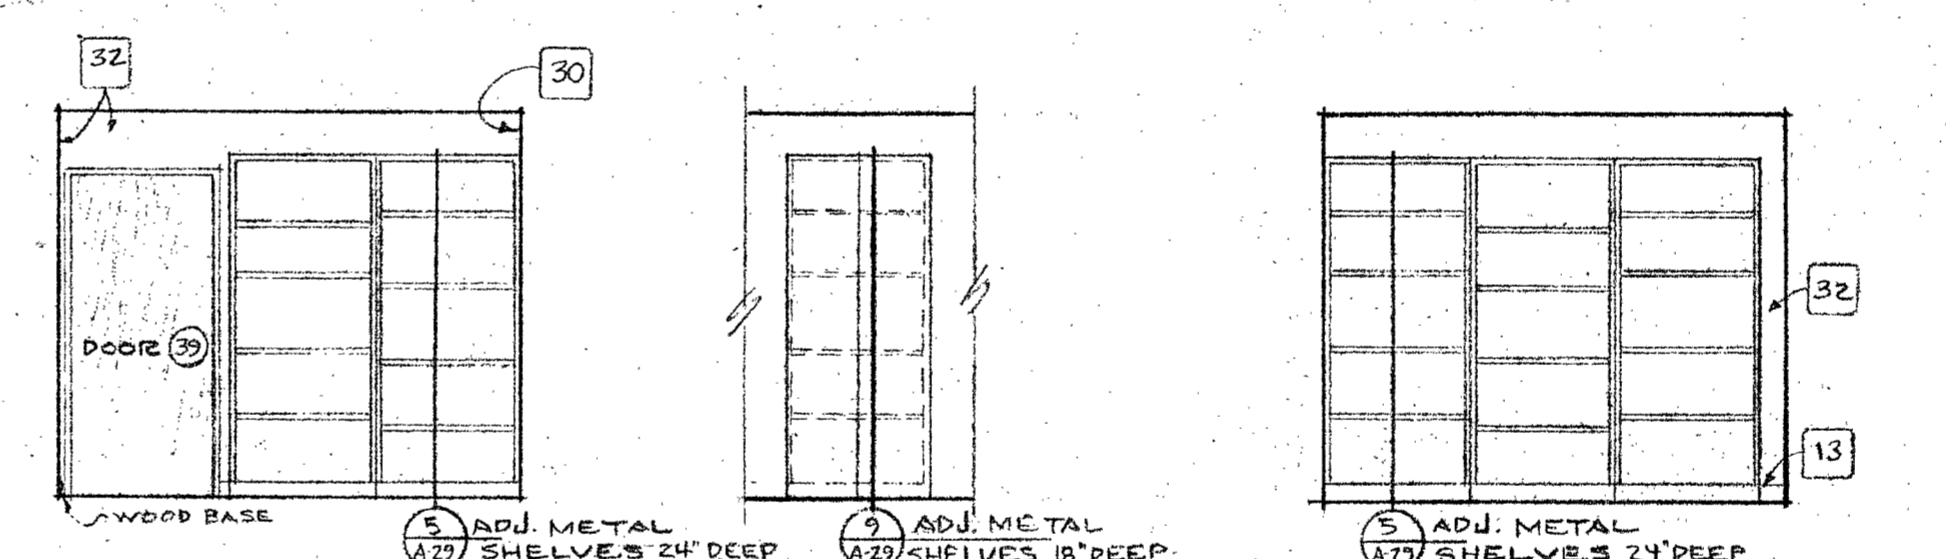 32
30
32
13
DOOR 39
WOOD BASE
5
A-29
ADJ. METAL
SHELVES 24" DEEP
9
A-29
ADJ. METAL
SHELVES 18" DEEP
5
A-29
ADJ. METAL
SHELVES 24" DEEP